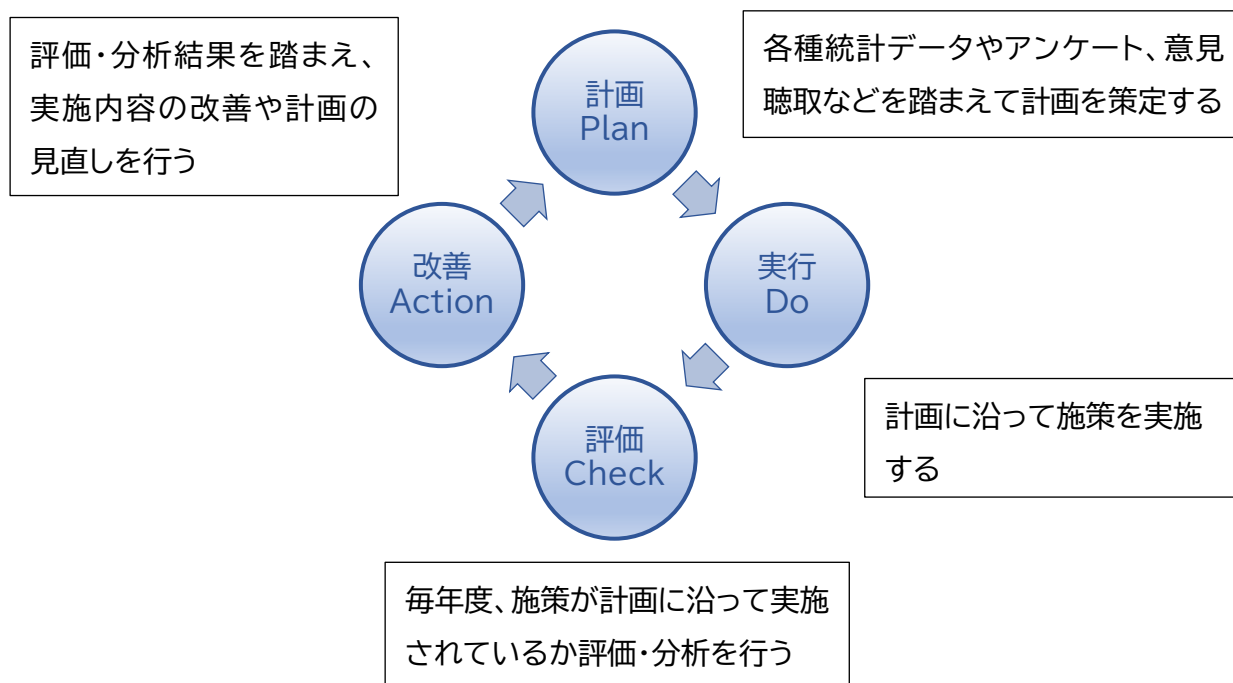 評価・分析結果を踏まえ、
実施内容の改善や計画の
見直しを行う
計画
Plan
各種統計データやアンケート、意見
聴取などを踏まえて計画を策定する
改善
Action
実行
Do
計画に沿って施策を実施
する
評価
Check
毎年度、施策が計画に沿って実施
されているか評価・分析を行う